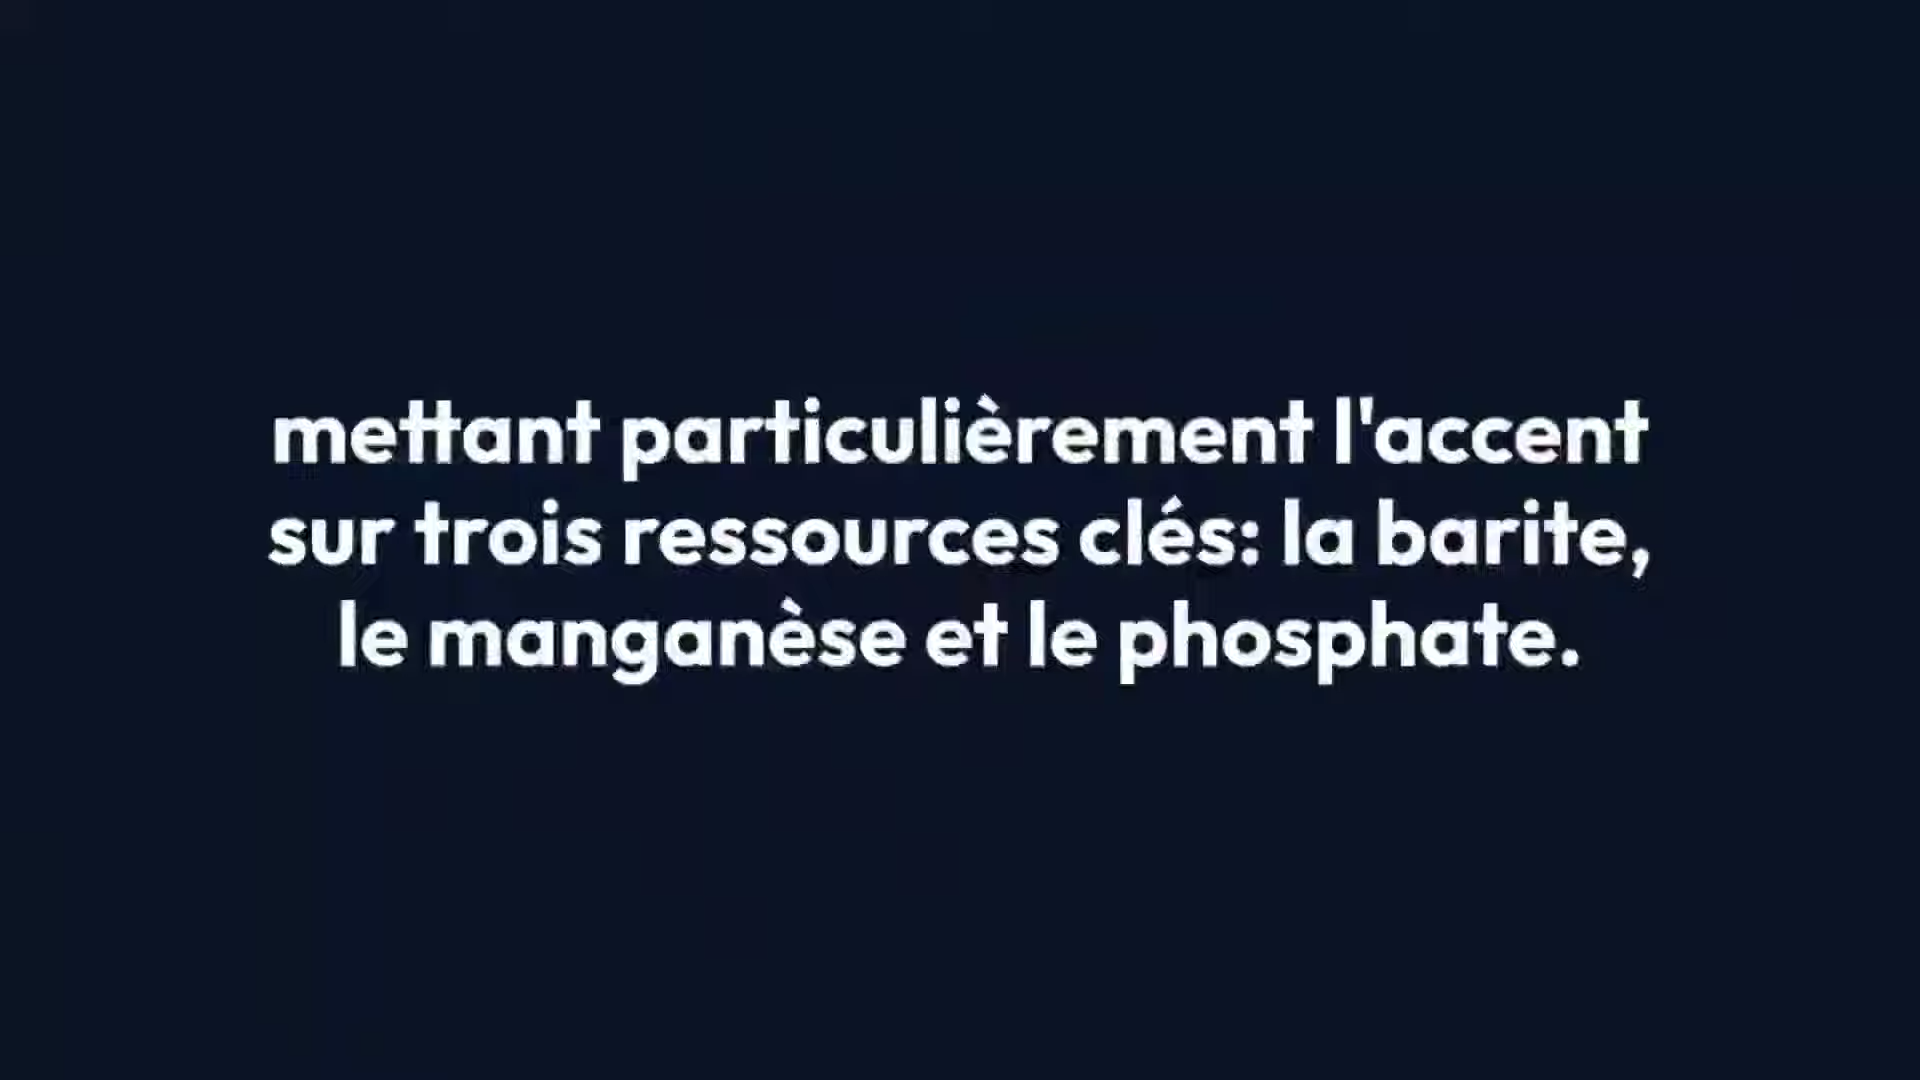 mettant particulièrement l'accent
sur trois ressources clés: la barite,
le manganèse et le phosphate.